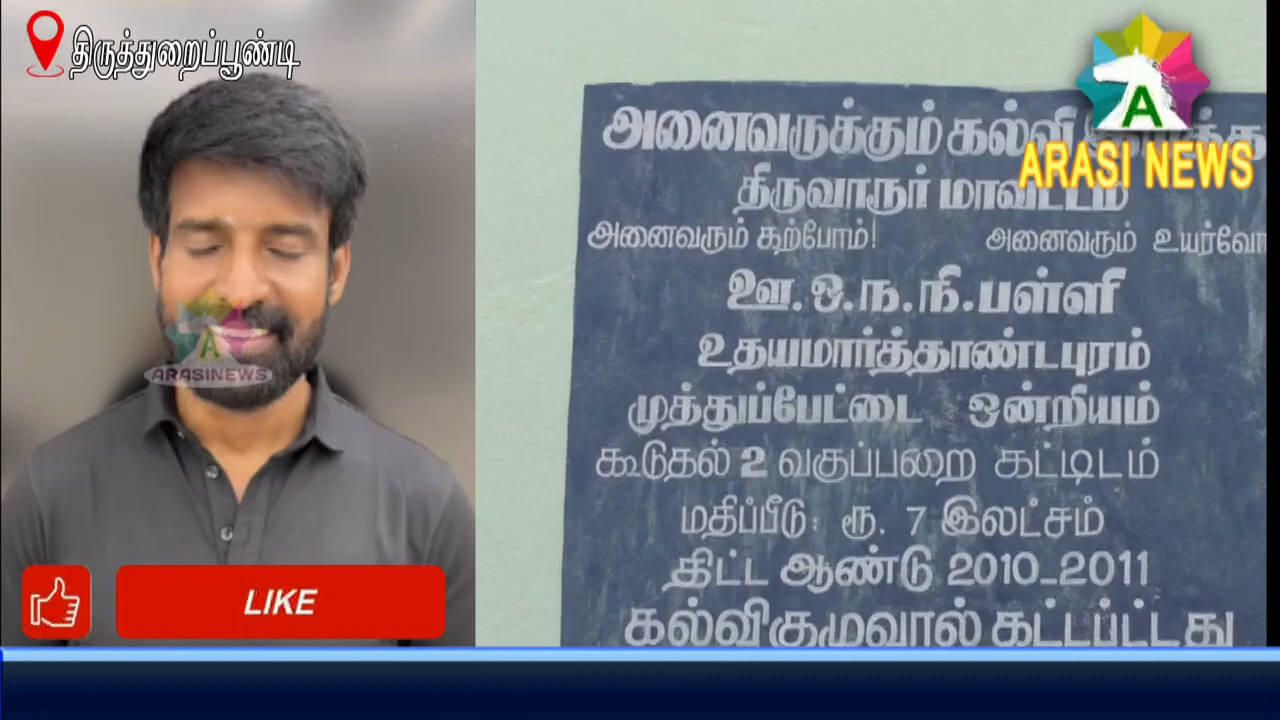 திருத்துறைப்பூண்டி
ARASINEWS
LIKE
A
ARASI NEWS
அனைவருக்கும் கல்வி
திருவாரூர் மாவட்டம்
அனைவரும் கற்போம்! அனைவரும்
ஊ.ஒ.ந.நி.பள்ளி
உதயமார்த்தாண்டபுரம்
முத்துப்பேட்டை ஒன்றியம்
கூடுதல் 2 வகுப்பறை கட்டிடம்
மதிப்பீடு: ரூ. 7 இலட்சம்
திட்ட ஆண்டு 2010-2011
கல்விகுழுவால் கட்டப்பட்டது